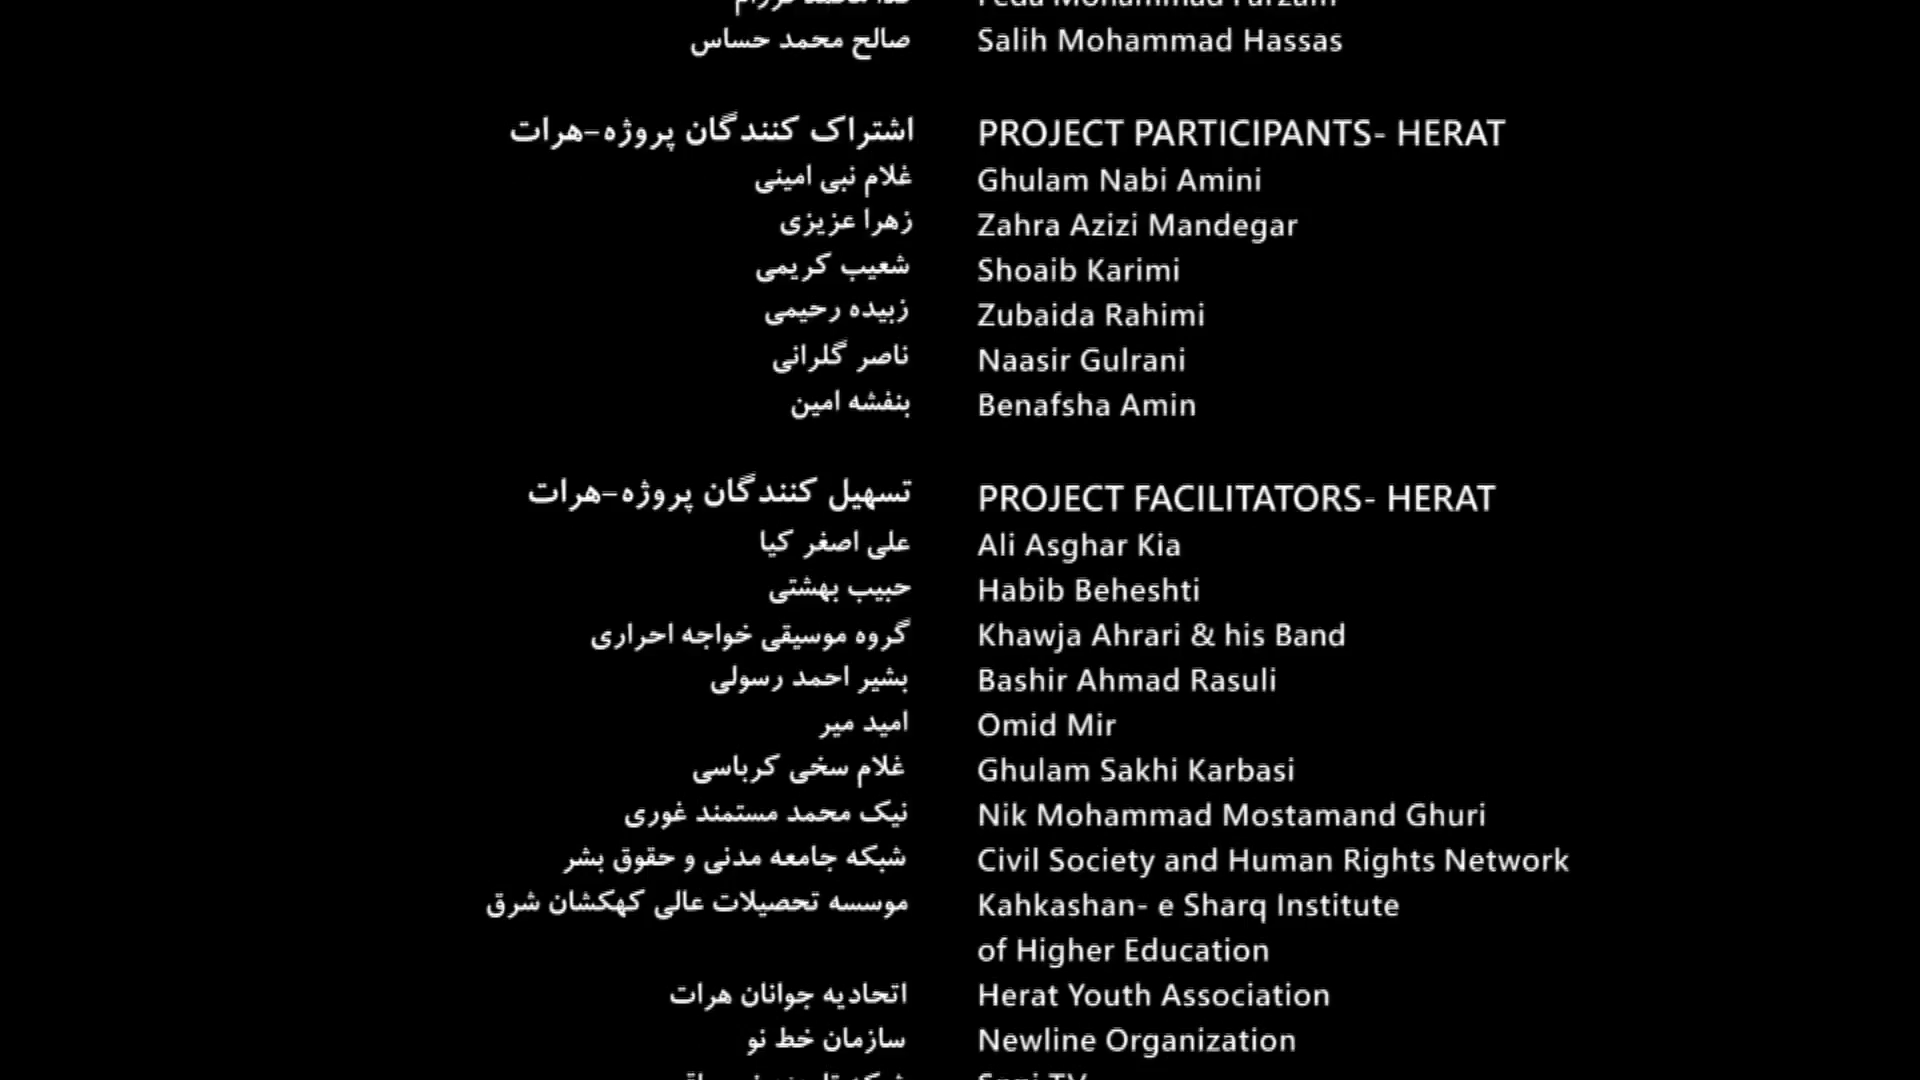 صالح محمد حساس Salih Mohammad Hassas
اشتراک کنندگان پروژه-هرات PROJECT PARTICIPANTS- HERAT
غلام نبی امینی Ghulam Nabi Amini
زهرا عزیزی Zahra Azizi Mandegar
شعیب کریمی Shoaib Karimi
زبیده رحیمی Zubaida Rahimi
ناصر گلرانی Naasir Gulrani
بنفشه امین Benafsha Amin
تسهیل کنندگان پروژه-هرات PROJECT FACILITATORS- HERAT
علی اصغر کیا Ali Asghar Kia
حبیب بهشتی Habib Beheshti
گروه موسیقی خواجه احراری Khawja Ahrari & his Band
بشیر احمد رسولی Bashir Ahmad Rasuli
امید میر Omid Mir
غلام سخی کرباسی Ghulam Sakhi Karbasi
نیک محمد مستمند غوری Nik Mohammad Mostamand Ghuri
شبکه جامعه مدنی و حقوق بشر Civil Society and Human Rights Network
موسسه تحصیلات عالی کهکشان شرق Kahkashan- e Sharq Institute
of Higher Education
اتحادیه جوانان هرات Herat Youth Association
سازمان خط نو Newline Organization